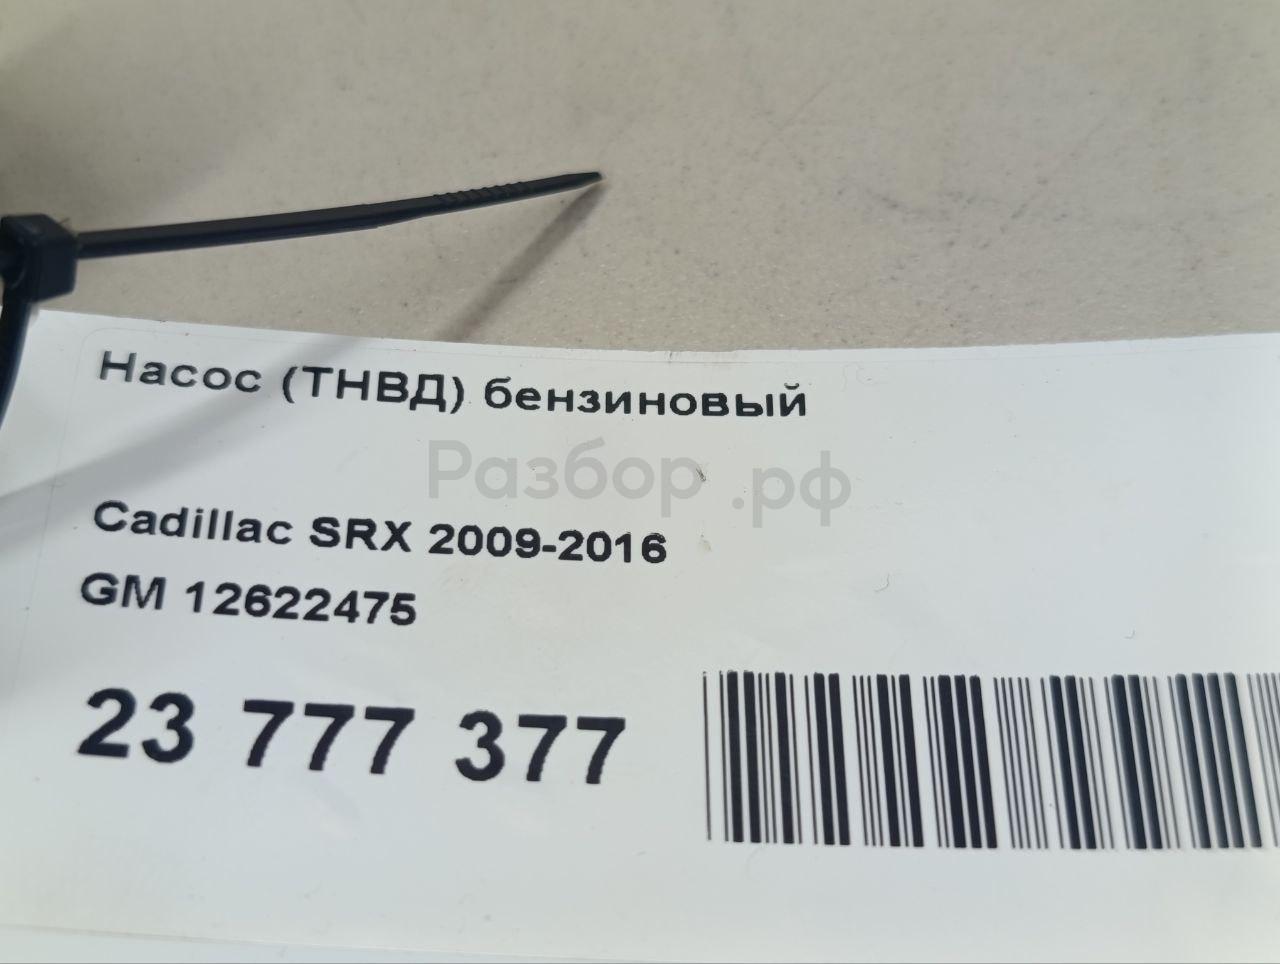 Насос (ТНВД) бензиновый
Разбор.рф
Cadillac SRX 2009-2016
GM 12622475
23 777 377